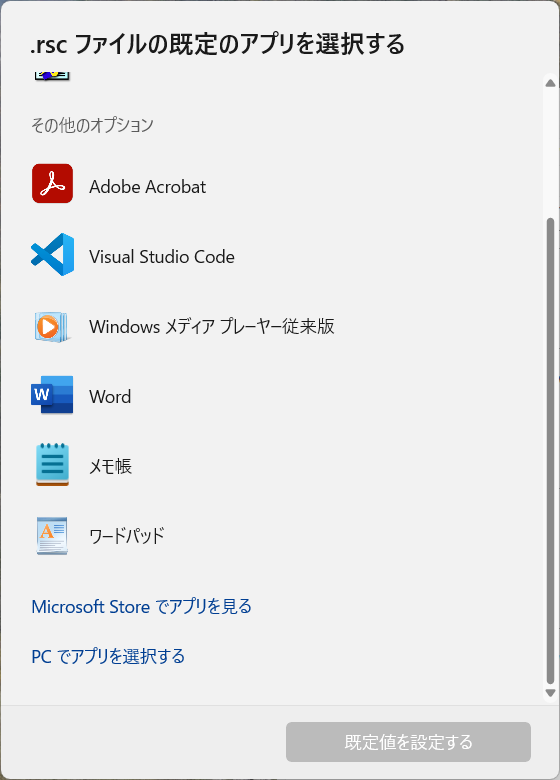 .rsc ファイルの既定のアプリを選択する
その他のオプション
Adobe Acrobat
Visual Studio Code
Windows メディア プレーヤー従来版
W
Word
メモ帳
A
ワードパッド
Microsoft Store でアプリを見る
PC でアプリを選択する
既定値を設定する